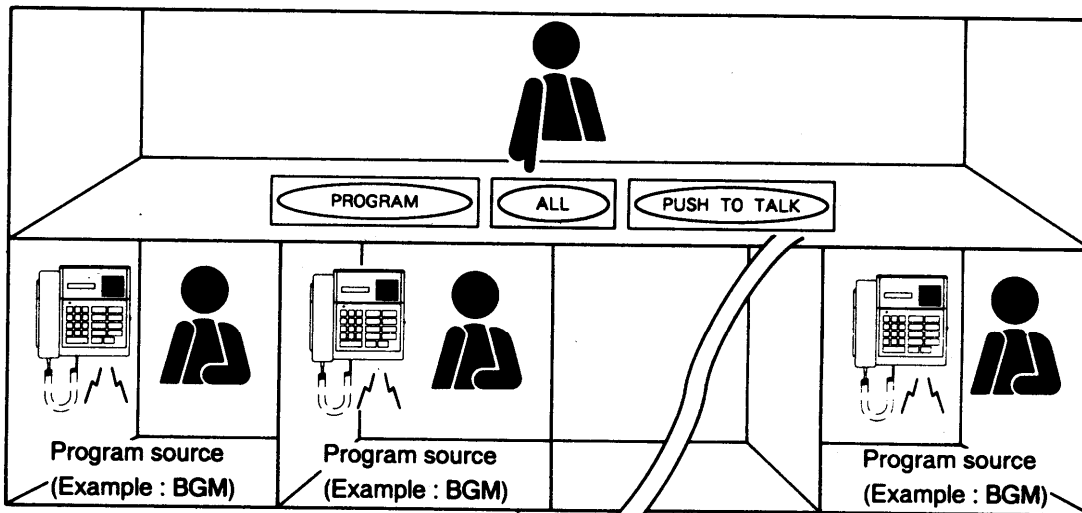 PROGRAM
ALL
PUSH TO TALK
Program source
(Example : BGM)
Program source
(Example : BGM)
Program source
(Example : BGM)